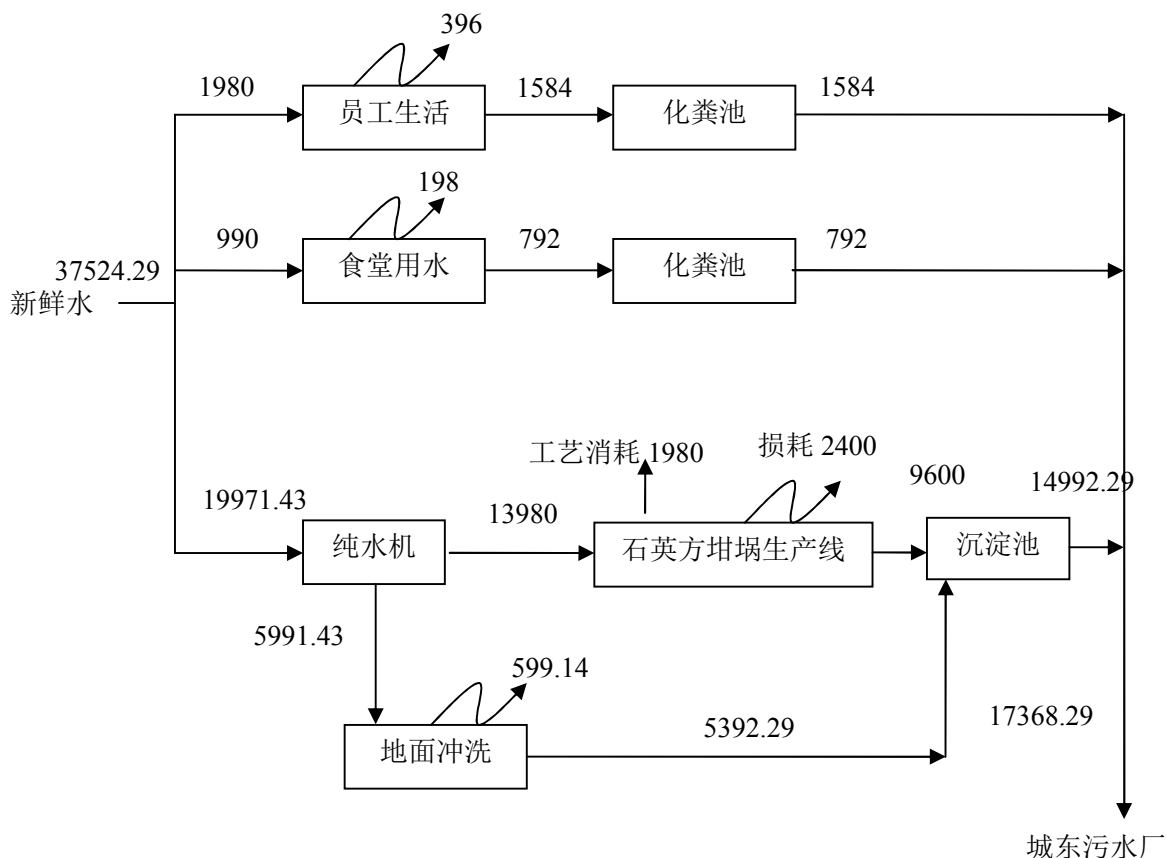 396
1980
员工生活
1584
化粪池
1584
198
990
食堂用水
792
化粪池
792
37524.29
新鲜水
工艺消耗 1980
损耗 2400
19971.43
纯水机
13980
石英方坩埚生产线
9600
沉淀池
14992.29
5991.43
599.14
地面冲洗
5392.29
17368.29
城东污水厂